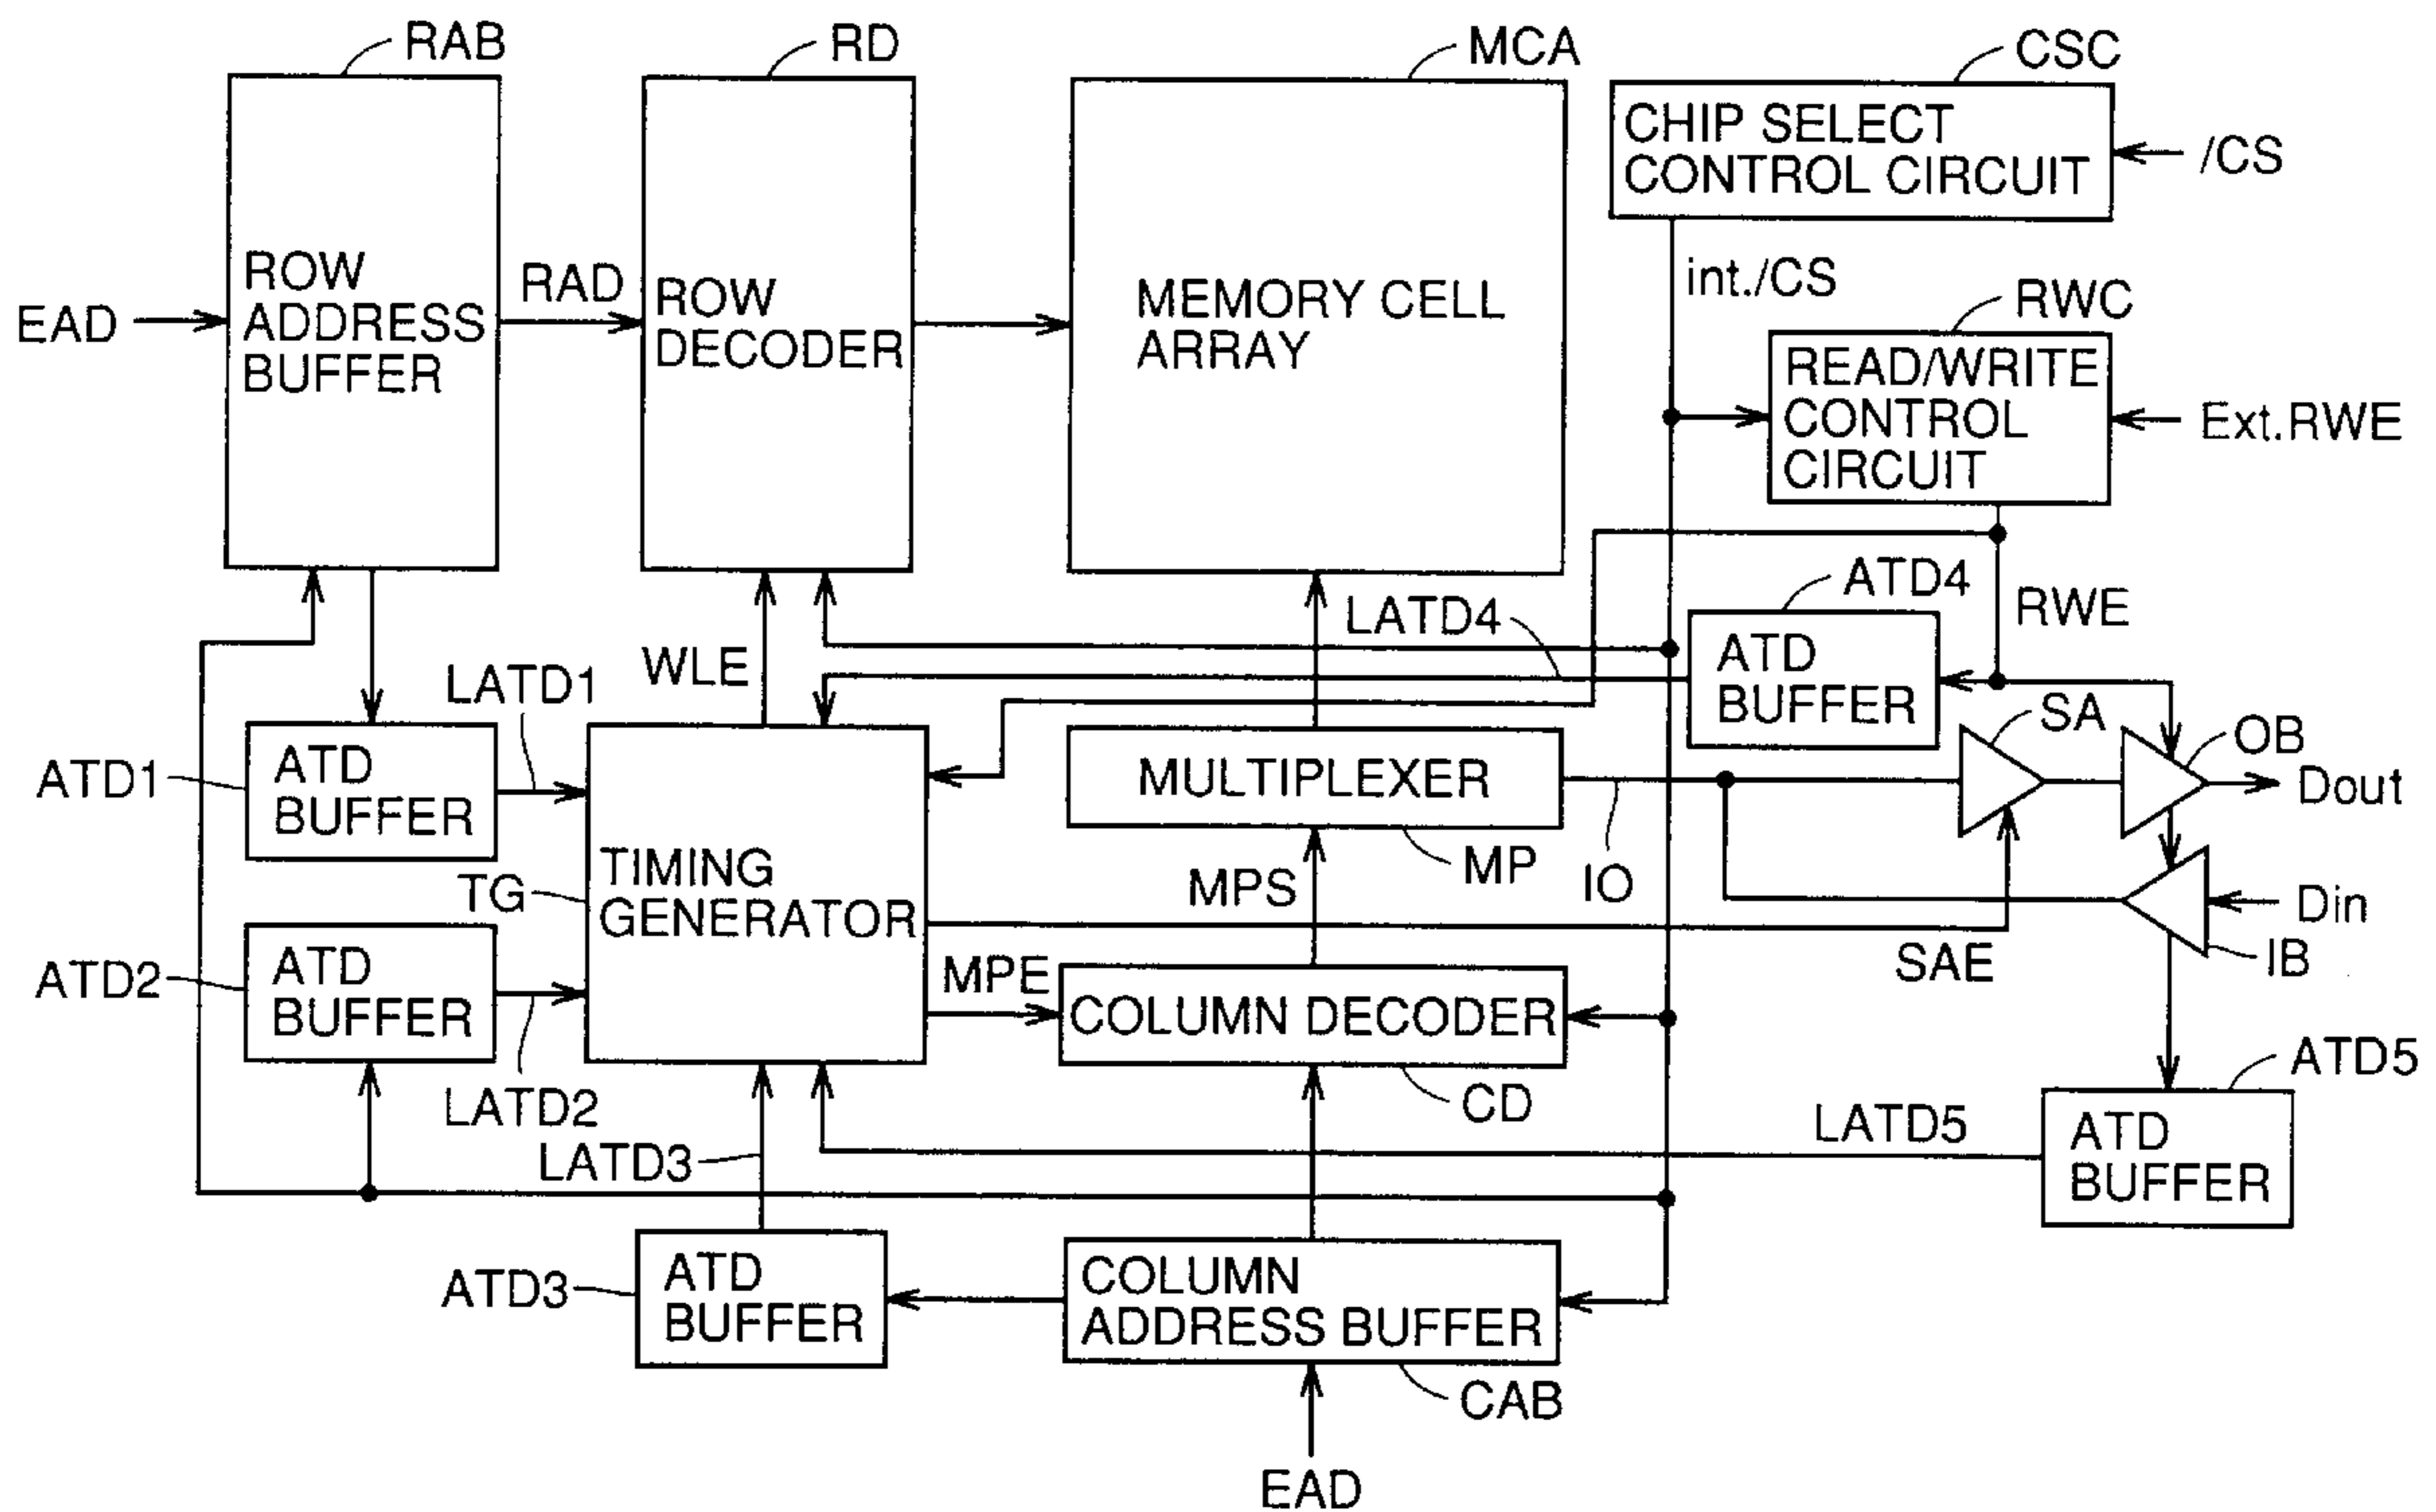 RAB
RD
MCA
CSC
CHIP SELECT
CONTROL CIRCUIT
/CS
ROW
ADDRESS
BUFFER
EAD
RAD
ROW
DECODER
MEMORY CELL
ARRAY
int./CS
RWC
READ/WRITE
CONTROL
CIRCUIT
Ext.RWE
ATD4
LATD4
RWE
ATD
BUFFER
WLE
LATD1
SA
OB
ATD1
ATD
BUFFER
MULTIPLEXER
Dout
TIMING
GENERATOR
TG
MPS
MP
IO
Din
IB
SAE
ATD2
ATD
BUFFER
MPE
COLUMN DECODER
LATD2
CD
ATD5
LATD5
ATD
BUFFER
LATD3
ATD3
ATD
BUFFER
COLUMN
ADDRESS BUFFER
CAB
EAD